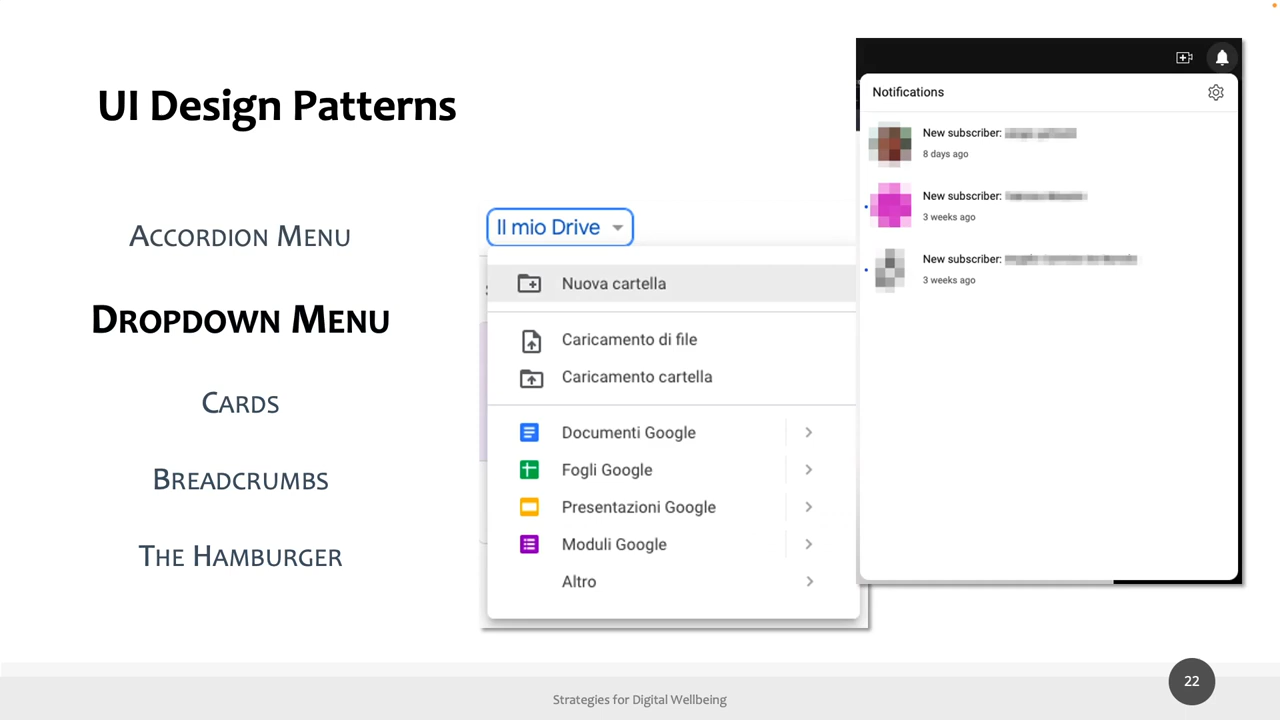 UI Design Patterns
Accordion Menu
Dropdown Menu
Cards
Breadcrumbs
The Hamburger
Il mio Drive
Nuova cartella
Caricamento di file
Caricamento cartella
Documenti Google
Fogli Google
Presentazioni Google
Moduli Google
Altro
Notifications
New subscriber:
8 days ago
New subscriber:
3 weeks ago
New subscriber:
3 weeks ago
Strategies for Digital Wellbeing
22